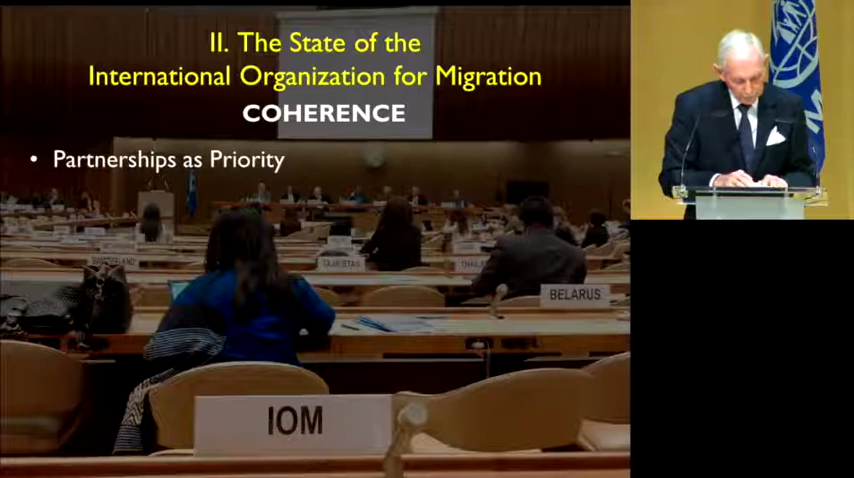 II. The State of the
International Organization for Migration
COHERENCE
• Partnerships as Priority
SWITZERLAND
TAJIKISTAN
THAILAND
BELARUS
IOM